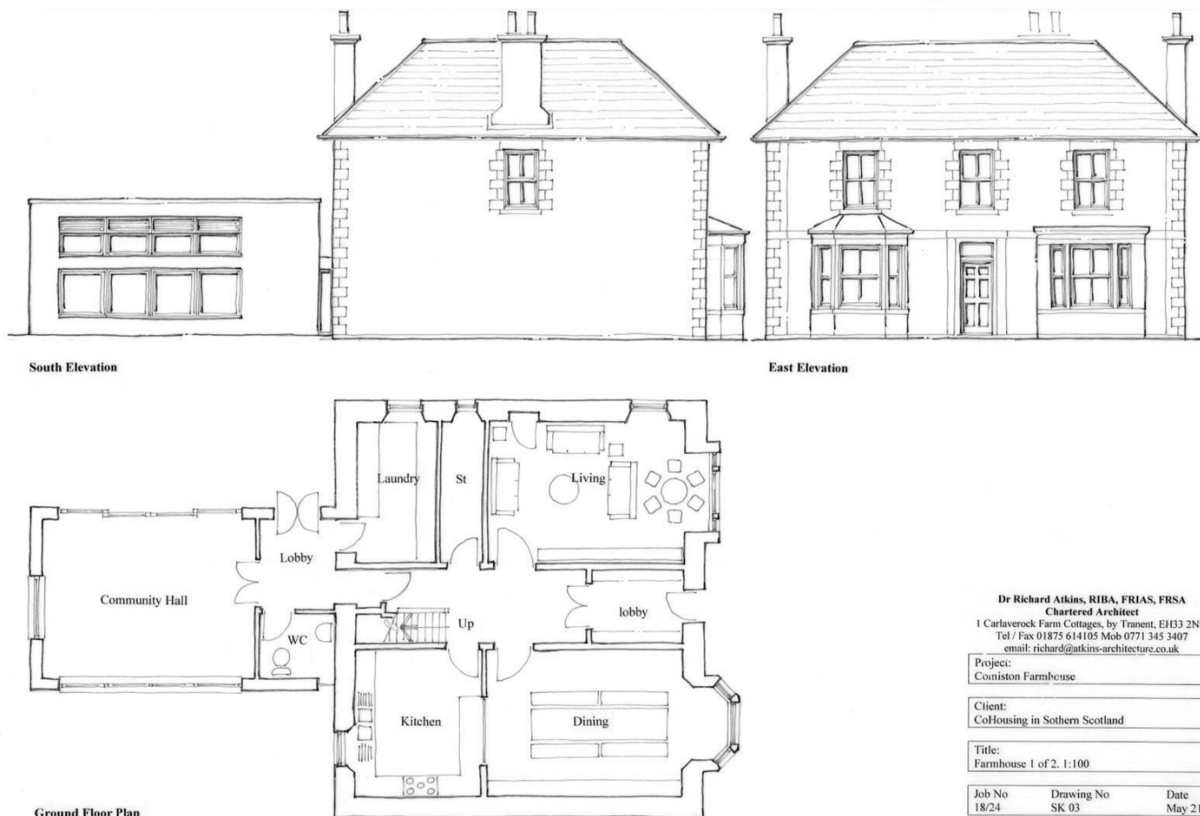 South Elevation
East Elevation
Laundry
St
Living
Lobby
Community Hall
WC
Up
lobby
Kitchen
Dining
Ground Floor Plan
Dr Richard Atkins, RIBA, FRIAS, FRSA
Chartered Architect
1 Carlaverock Farm Cottages, by Tranent, EH33 2N
Tel / Fax 01875 614105 Mob 0771 345 3407
email: richard@atkins-architecture.co.uk
Project:
Comiston Farmhouse
Client:
CoHousing in Sothern Scotland
Title:
Farmhouse 1 of 2. 1:100
Job No Drawing No Date
18/24 SK 03 May 21